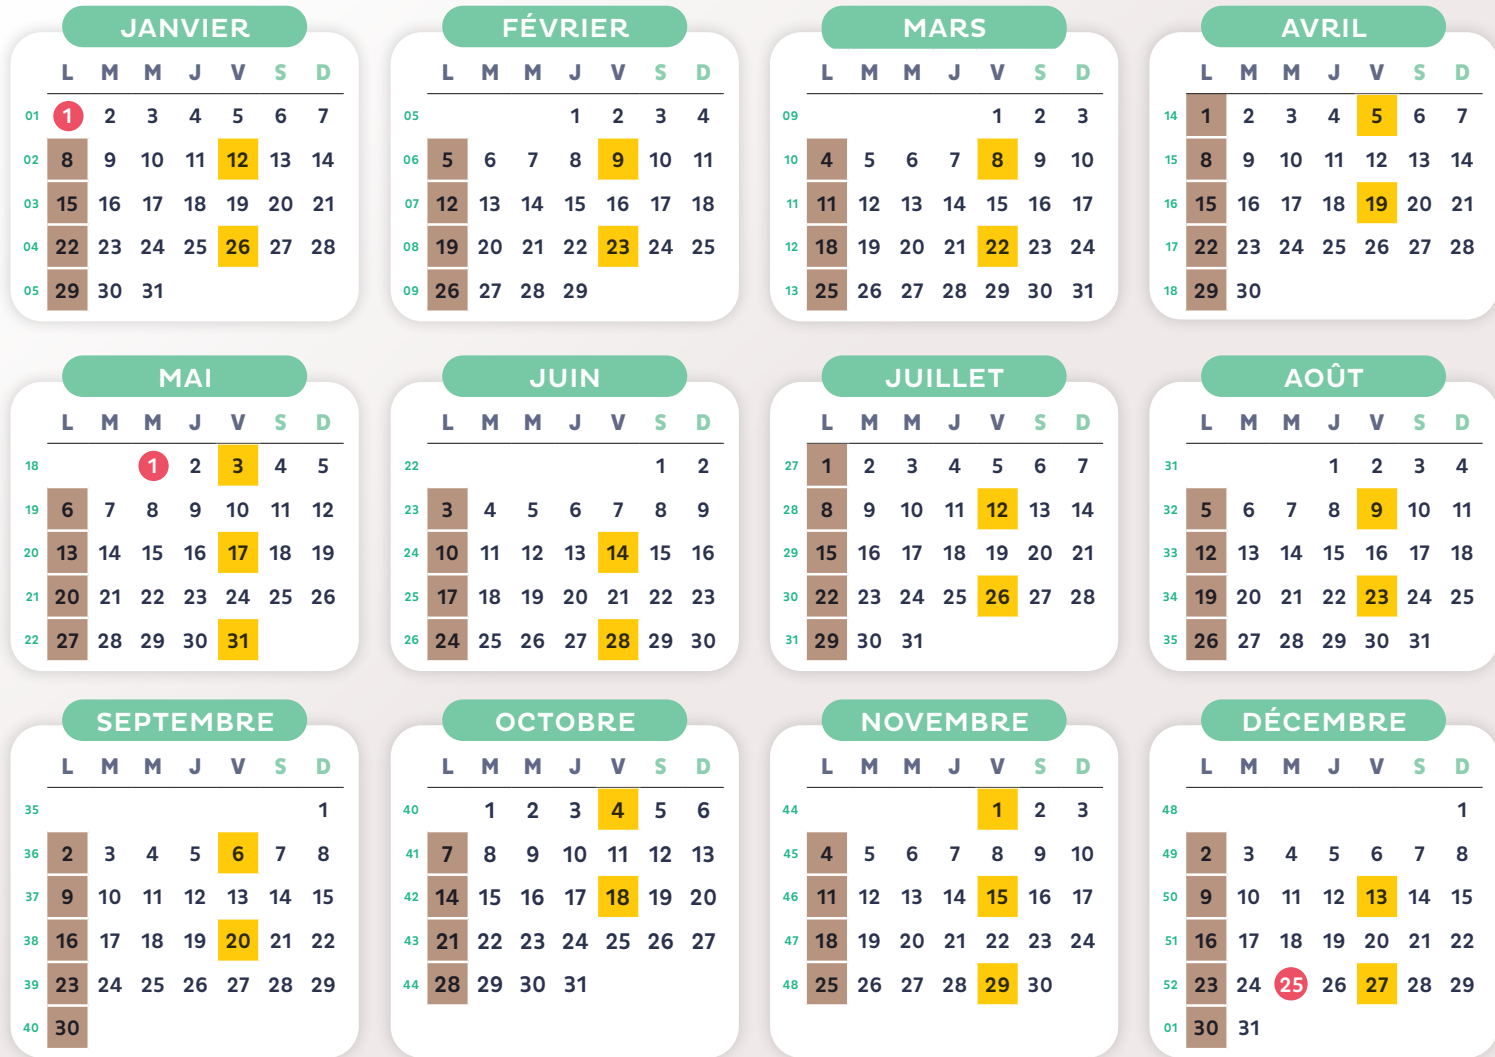 JANVIER
L M M J V S D
01 1 2 3 4 5 6 7
02 8 9 10 11 12 13 14
03 15 16 17 18 19 20 21
04 22 23 24 25 26 27 28
05 29 30 31
FÉVRIER
L M M J V S D
05 1 2 3 4
06 5 6 7 8 9 10 11
07 12 13 14 15 16 17 18
08 19 20 21 22 23 24 25
09 26 27 28 29
MARS
L M M J V S D
09 1 2 3
10 4 5 6 7 8 9 10
11 11 12 13 14 15 16 17
12 18 19 20 21 22 23 24
13 25 26 27 28 29 30 31
AVRIL
L M M J V S D
14 1 2 3 4 5 6 7
15 8 9 10 11 12 13 14
16 15 16 17 18 19 20 21
17 22 23 24 25 26 27 28
18 29 30
MAI
L M M J V S D
18 1 2 3 4 5
19 6 7 8 9 10 11 12
20 13 14 15 16 17 18 19
21 20 21 22 23 24 25 26
22 27 28 29 30 31
JUIN
L M M J V S D
22 1 2
23 3 4 5 6 7 8 9
24 10 11 12 13 14 15 16
25 17 18 19 20 21 22 23
26 24 25 26 27 28 29 30
JUILLET
L M M J V S D
27 1 2 3 4 5 6 7
28 8 9 10 11 12 13 14
29 15 16 17 18 19 20 21
30 22 23 24 25 26 27 28
31 29 30 31
AOÛT
L M M J V S D
31 1 2 3 4
32 5 6 7 8 9 10 11
33 12 13 14 15 16 17 18
34 19 20 21 22 23 24 25
35 26 27 28 29 30 31
SEPTEMBRE
L M M J V S D
35 1
36 2 3 4 5 6 7 8
37 9 10 11 12 13 14 15
38 16 17 18 19 20 21 22
39 23 24 25 26 27 28 29
40 30
OCTOBRE
L M M J V S D
40 1 2 3 4 5 6
41 7 8 9 10 11 12 13
42 14 15 16 17 18 19 20
43 21 22 23 24 25 26 27
44 28 29 30 31
NOVEMBRE
L M M J V S D
44 1 2 3
45 4 5 6 7 8 9 10
46 11 12 13 14 15 16 17
47 18 19 20 21 22 23 24
48 25 26 27 28 29 30
DÉCEMBRE
L M M J V S D
48 1
49 2 3 4 5 6 7 8
50 9 10 11 12 13 14 15
51 16 17 18 19 20 21 22
52 23 24 25 26 27 28 29
01 30 31